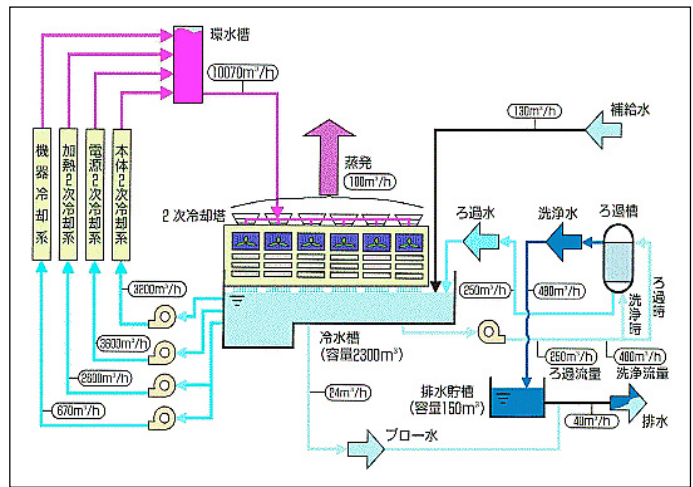 環水槽
10070m³/h
130m³/h
補給水
蒸発
100m³/h
機器冷却系
加熱2次冷却系
電源2次冷却系
本体2次冷却系
2次冷却塔
ろ過水
洗浄水
ろ過槽
250m³/h
480m³/h
ろ過時
洗浄時
3200m³/h
3600m³/h
2600m³/h
670m³/h
冷水槽
(容量2300m³)
250m³/h
480m³/h
ろ過流量
洗浄流量
24m³/h
排水貯槽
(容量150m³)
40m³/h
排水
ブロー水